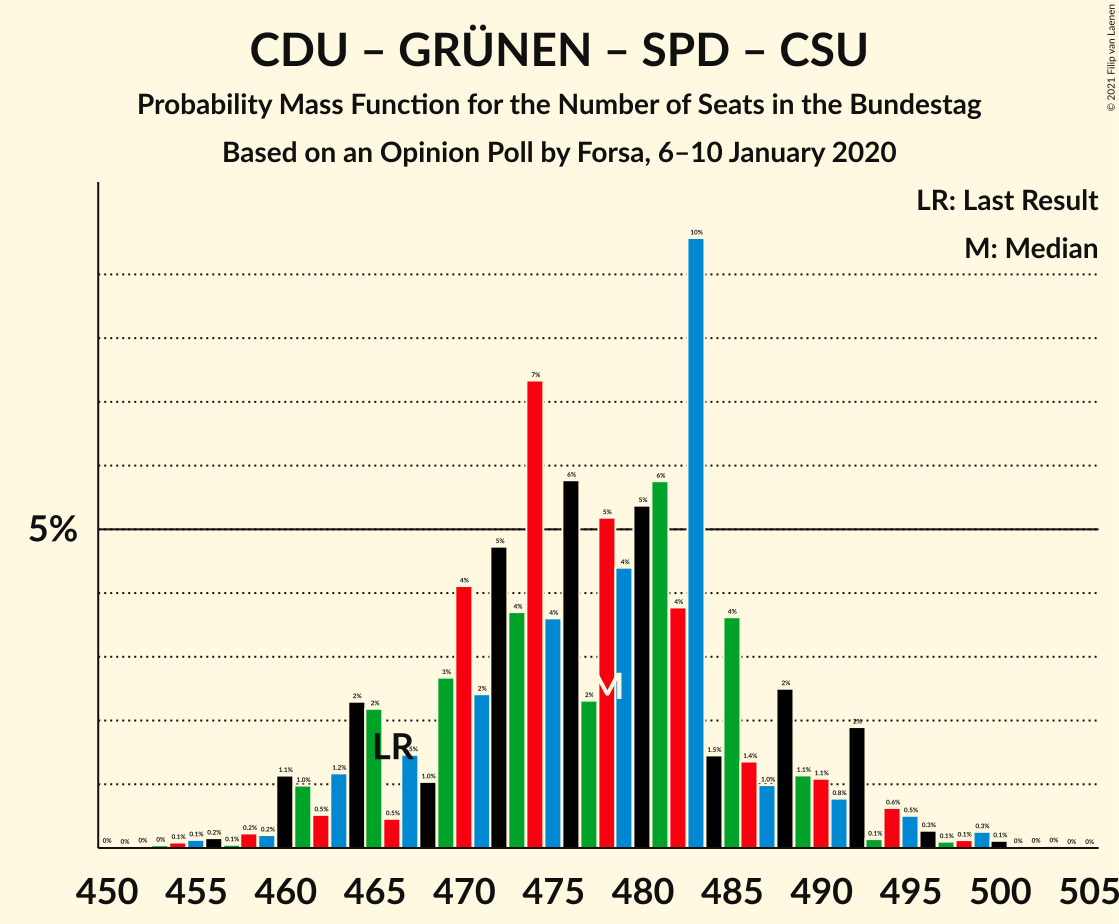 CDU – GRÜNEN – SPD – CSU
Probability Mass Function for the Number of Seats in the Bundestag
Based on an Opinion Poll by Forsa, 6–10 January 2020
© 2021 Filip van Laenen
LR: Last Result
M: Median
5%
0% 0% 0% 0% 0.1% 0.1% 0.2% 0.1% 0.2% 0.2% 1.1% 1.0% 0.5% 1.2% 2% 2% 0.5% 1.0% 3% 4% 2% 5% 4% 7% 4% 6% 2% 5% 4% 5% 6% 4% 10% 1.5% 4% 1.4% 1.0% 2% 1.1% 1.1% 0.8% 2% 0.1% 0.6% 0.5% 0.3% 0.1% 0.1% 0.3% 0.1% 0% 0% 0% 0% 0%
LR
M
450 455 460 465 470 475 480 485 490 495 500 505